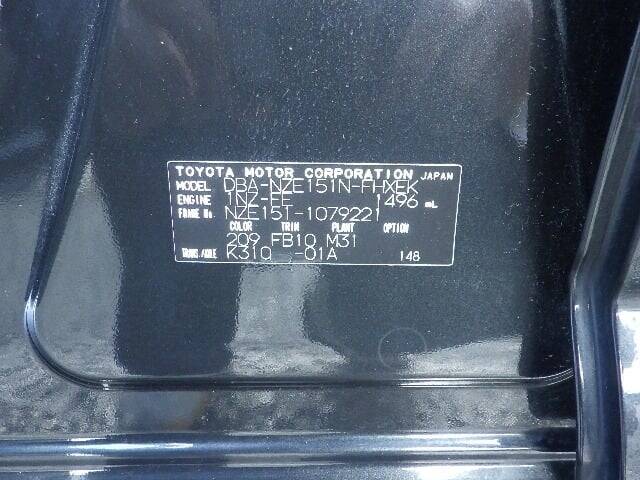 TOYOTA MOTOR CORPORATION JAPAN
MODEL DBA-NZE151N-FHXEK
ENGINE 1NZ-FE 1496 mL
FRAME No. NZE151-1079221
COLOR TRIM PLANT OPTION
209 FB10 M31
TRANS./AXLE K310 -01A 148